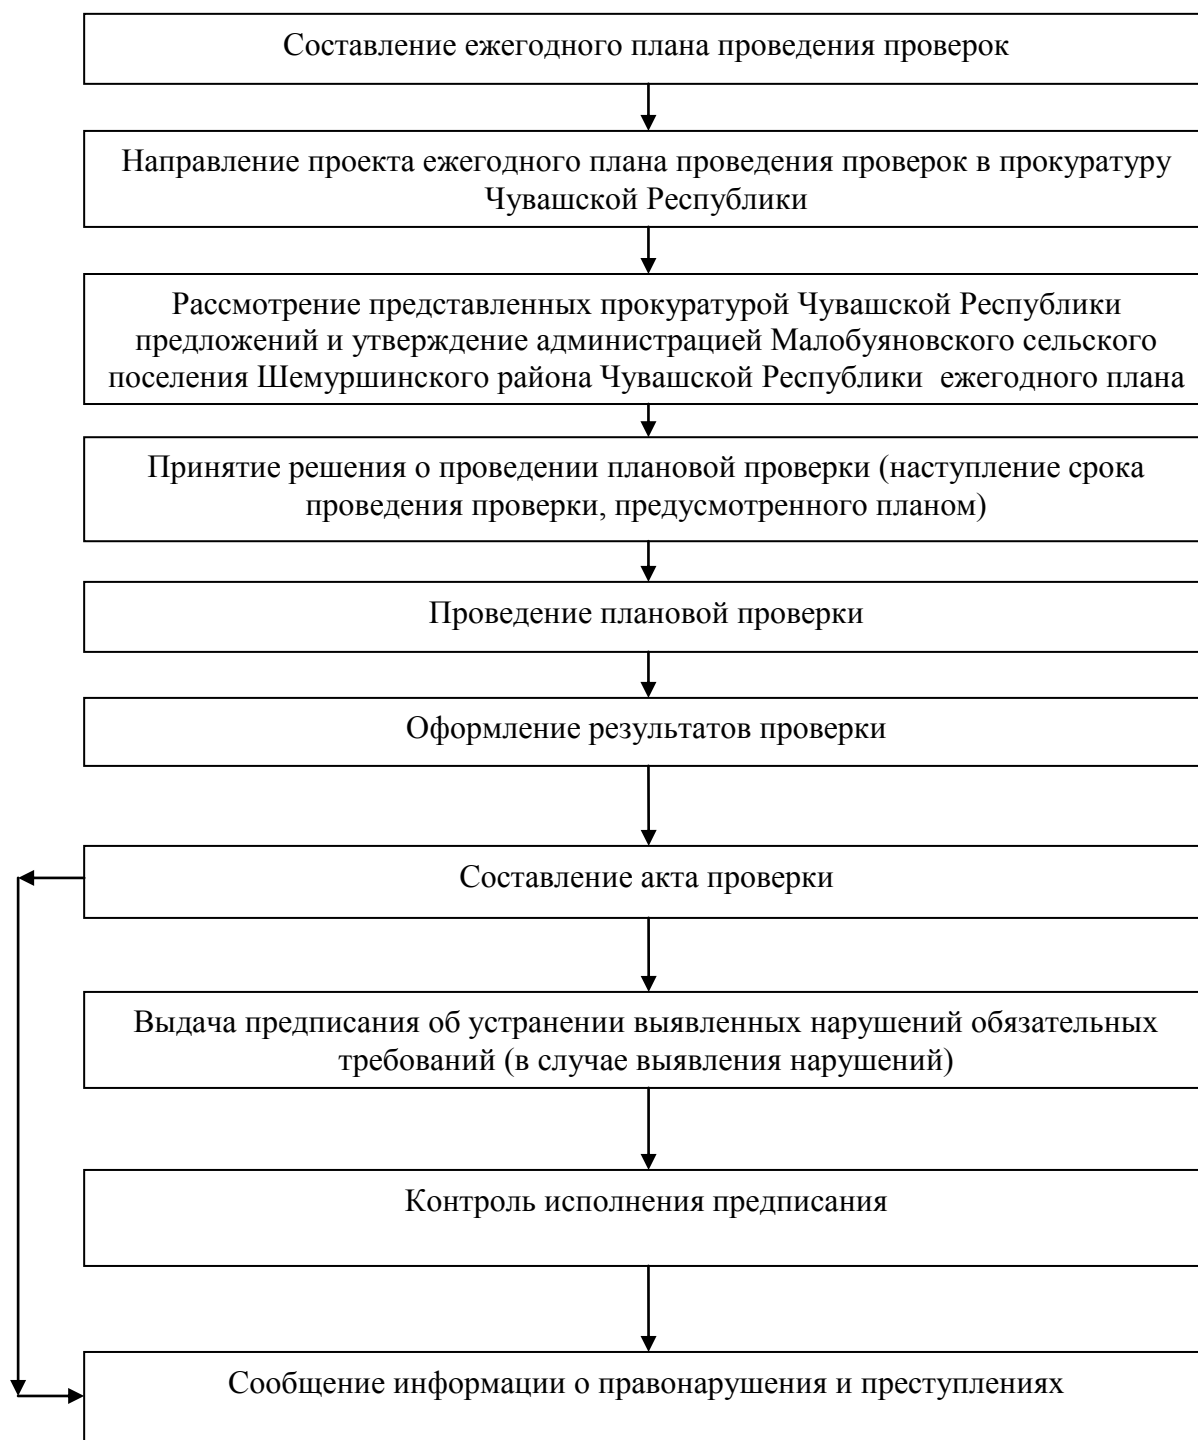 Составление ежегодного плана проведения проверок
Направление проекта ежегодного плана проведения проверок в прокуратуру
Чувашской Республики
Рассмотрение представленных прокуратурой Чувашской Республики
предложений и утверждение администрацией Малобуяновского сельского
поселения Шемуршинского района Чувашской Республики  ежегодного плана
Принятие решения о проведении плановой проверки (наступление срока
проведения проверки, предусмотренного планом)
Проведение плановой проверки
Оформление результатов проверки
Составление акта проверки
Выдача предписания об устранении выявленных нарушений обязательных
требований (в случае выявления нарушений)
Контроль исполнения предписания
Сообщение информации о правонарушения и преступлениях